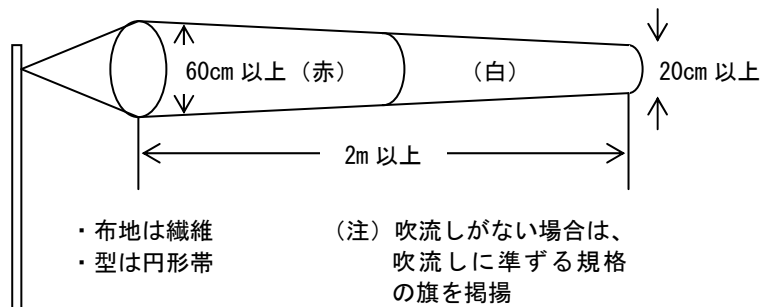 60cm 以上（赤）
（白）
20cm 以上
2m 以上
・布地は繊維
・型は円形帯
（注）吹流しがない場合は、
吹流しに準ずる規格
の旗を掲揚